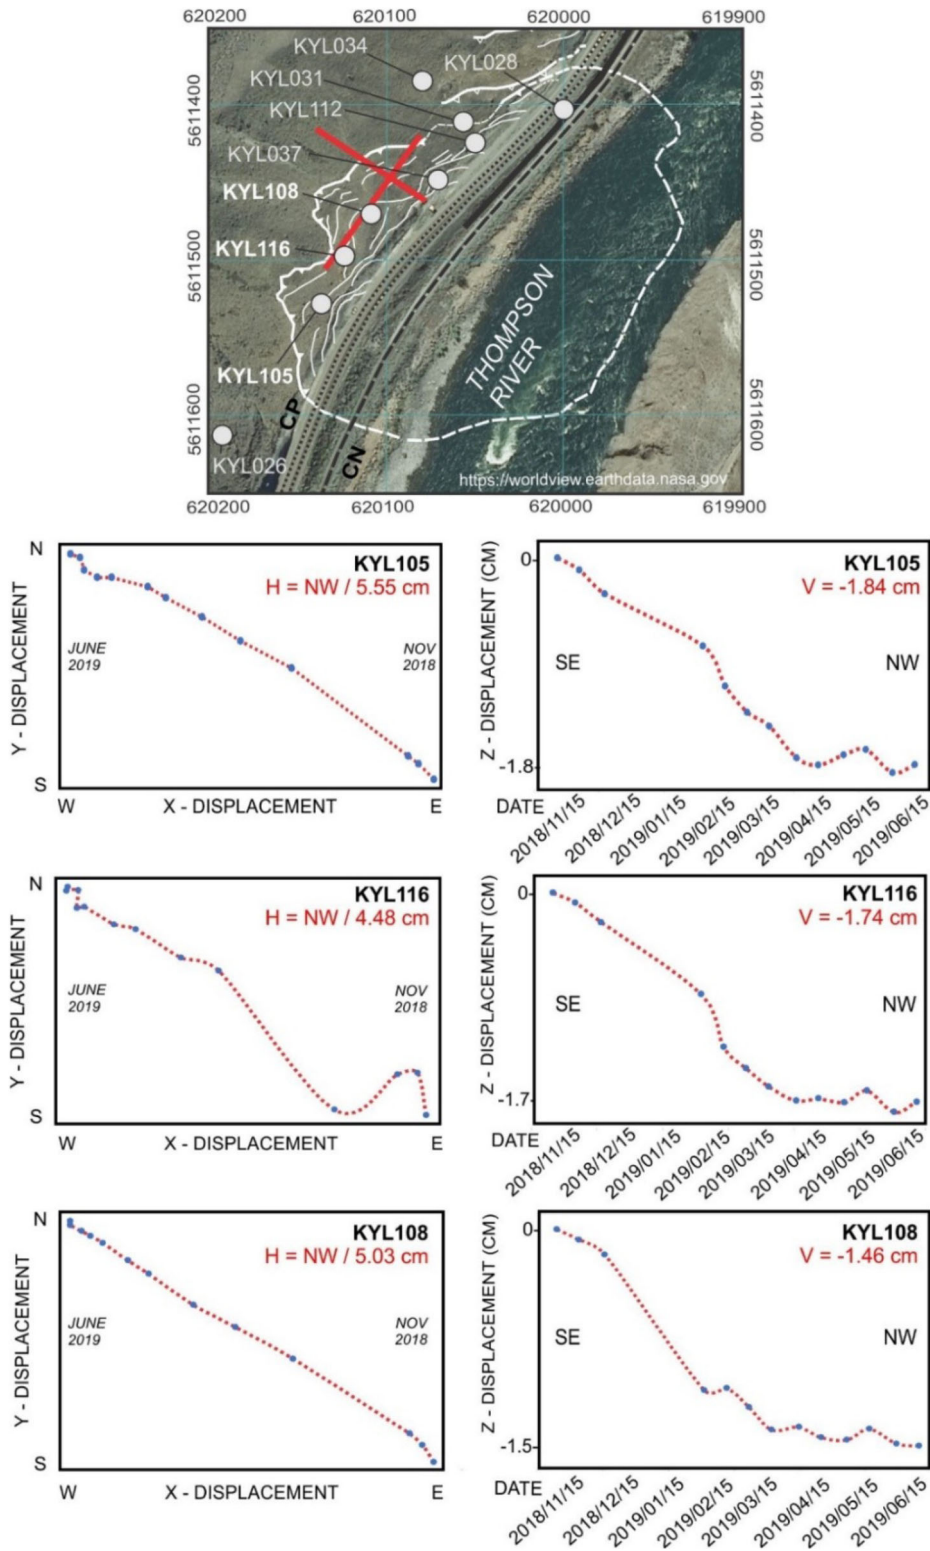 620200 620100 620000 619900
KYL034
KYL031
KYL028
KYL112
KYL037
KYL108
KYL116
KYL105
KYL026
5611400
5611500
5611600
5611400
5611500
5611600
THOMPSON
RIVER
CP
CN
https://worldview.earthdata.nasa.gov
620200 620100 620000 619900
N
Y - DISPLACEMENT
S
KYL105
H = NW / 5.55 cm
JUNE
2019
NOV
2018
W X - DISPLACEMENT E
Z - DISPLACEMENT (CM)
0
-1.8
KYL105
V = -1.84 cm
SE NW
DATE 2018/11/15 2018/12/15 2019/01/15 2019/02/15 2019/03/15 2019/04/15 2019/05/15 2019/06/15
N
Y - DISPLACEMENT
S
KYL116
H = NW / 4.48 cm
JUNE
2019
NOV
2018
W X - DISPLACEMENT E
Z - DISPLACEMENT (CM)
0
-1.7
KYL116
V = -1.74 cm
SE NW
DATE 2018/11/15 2018/12/15 2019/01/15 2019/02/15 2019/03/15 2019/04/15 2019/05/15 2019/06/15
N
Y - DISPLACEMENT
S
KYL108
H = NW / 5.03 cm
JUNE
2019
NOV
2018
W X - DISPLACEMENT E
Z - DISPLACEMENT (CM)
0
-1.5
KYL108
V = -1.46 cm
SE NW
DATE 2018/11/15 2018/12/15 2019/01/15 2019/02/15 2019/03/15 2019/04/15 2019/05/15 2019/06/15